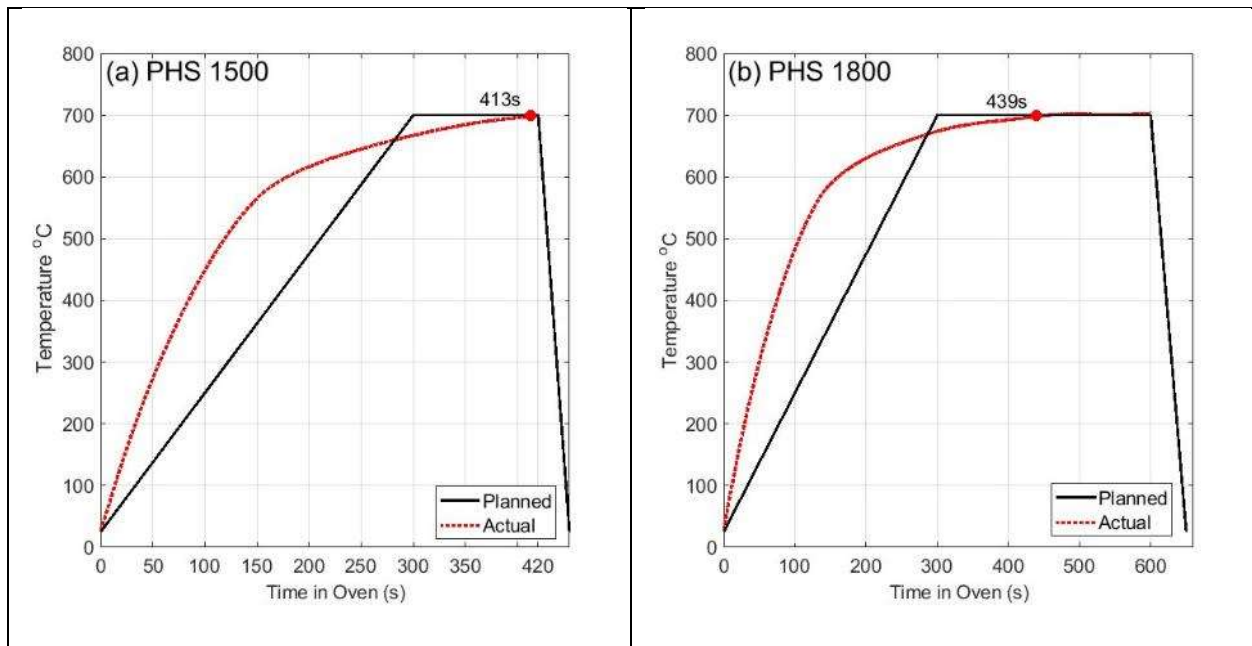 (a) PHS 1500
800
700
600
500
400
300
200
100
0
Temperature °C
413s
Planned
Actual
0 50 100 150 200 250 300 350 420
Time in Oven (s)
(b) PHS 1800
800
700
600
500
400
300
200
100
0
Temperature °C
439s
Planned
Actual
0 100 200 300 400 500 600
Time in Oven (s)